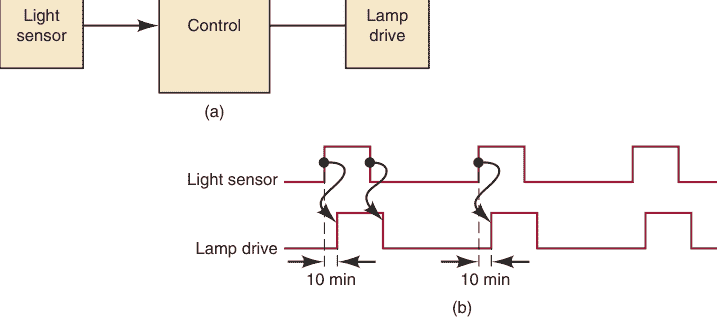 Light
sensor
Control
Lamp
drive
(a)
Light sensor
Lamp drive
10 min
10 min
(b)